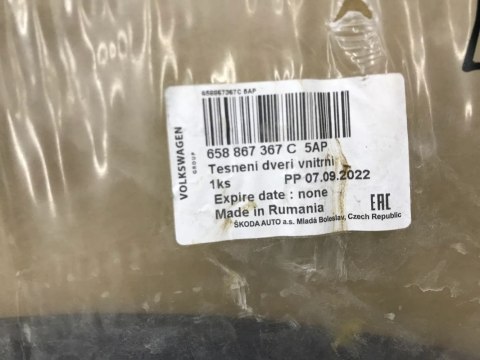 658867367C 5AP
VOLKSWAGEN
GROUP
658 867 367 C 5AP
Tesneni dveri vnitrni
1ks PP 07.09.2022
Expire date : none
Made in Rumania
EAC
ŠKODA AUTO a.s. Mladá Boleslav, Czech Republic